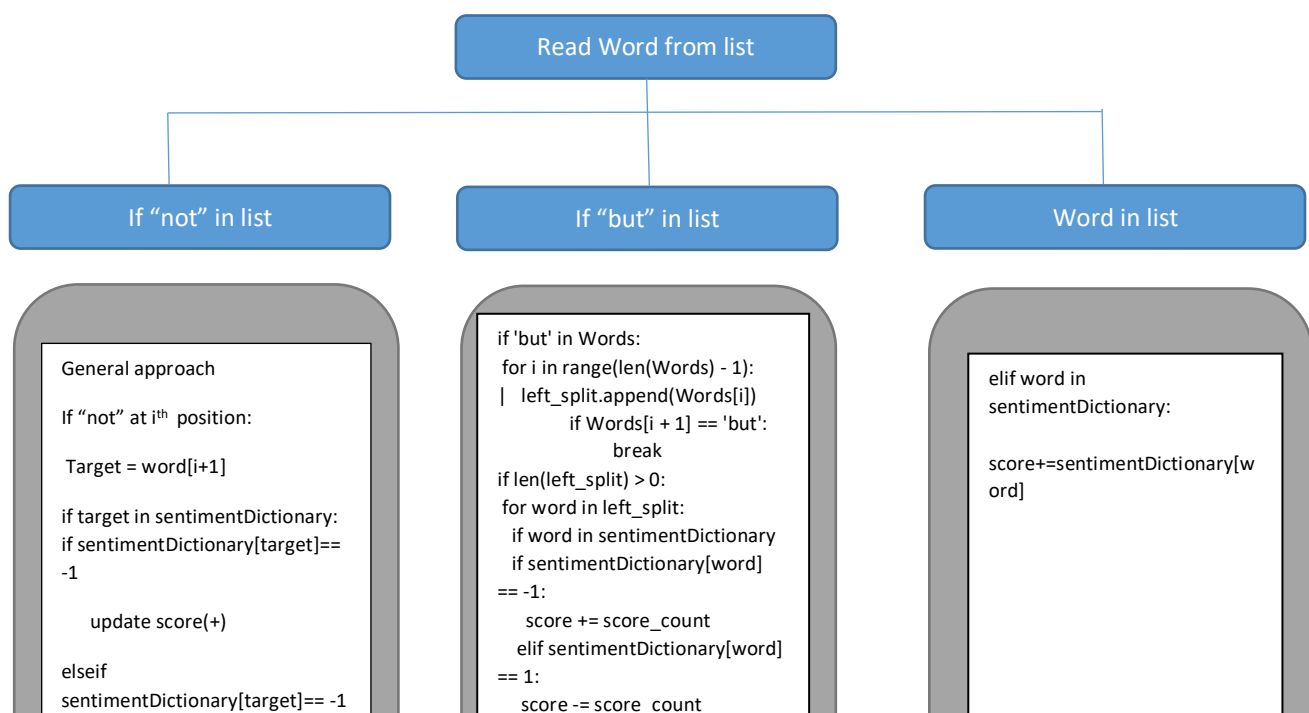 Read Word from list
If “not” in list
If “but” in list
Word in list
General approach
If “not” at ith position:
Target = word[i+1]
if target in sentimentDictionary:
if sentimentDictionary[target]==
-1
update score(+)
elseif
sentimentDictionary[target]== -1
if 'but' in Words:
for i in range(len(Words) - 1):
| left_split.append(Words[i])
if Words[i + 1] == 'but':
break
if len(left_split) > 0:
for word in left_split:
if word in sentimentDictionary
if sentimentDictionary[word]
== -1:
score += score_count
elif sentimentDictionary[word]
== 1:
score -= score_count
elif word in
sentimentDictionary:
score+=sentimentDictionary[w
ord]